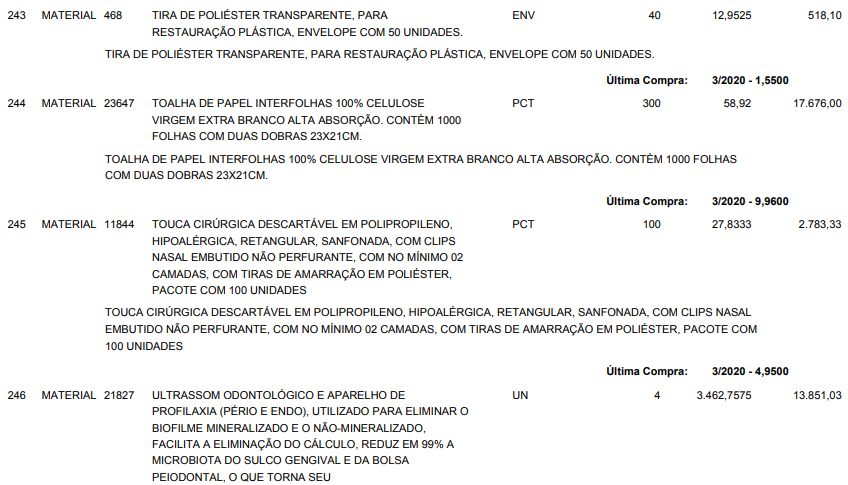 243 MATERIAL 468 TIRA DE POLIÉSTER TRANSPARENTE, PARA ENV 40 12,9525 518,10
RESTAURAÇÃO PLÁSTICA, ENVELOPE COM 50 UNIDADES.
TIRA DE POLIÉSTER TRANSPARENTE, PARA RESTAURAÇÃO PLÁSTICA, ENVELOPE COM 50 UNIDADES.
Última Compra: 3/2020 - 1,5500
244 MATERIAL 23647 TOALHA DE PAPEL INTERFOLHAS 100% CELULOSE PCT 300 58,92 17.676,00
VIRGEM EXTRA BRANCO ALTA ABSORÇÃO. CONTÊM 1000
FOLHAS COM DUAS DOBRAS 23X21CM.
TOALHA DE PAPEL INTERFOLHAS 100% CELULOSE VIRGEM EXTRA BRANCO ALTA ABSORÇÃO. CONTÊM 1000 FOLHAS
COM DUAS DOBRAS 23X21CM.
Última Compra: 3/2020 - 9,9600
245 MATERIAL 11844 TOUCA CIRÚRGICA DESCARTÁVEL EM POLIPROPILENO, PCT 100 27,8333 2.783,33
HIPOALÉRGICA, RETANGULAR, SANFONADA, COM CLIPS
NASAL EMBUTIDO NÃO PERFURANTE, COM NO MÍNIMO 02
CAMADAS, COM TIRAS DE AMARRAÇÃO EM POLIÉSTER,
PACOTE COM 100 UNIDADES
TOUCA CIRÚRGICA DESCARTÁVEL EM POLIPROPILENO, HIPOALÉRGICA, RETANGULAR, SANFONADA, COM CLIPS NASAL
EMBUTIDO NÃO PERFURANTE, COM NO MÍNIMO 02 CAMADAS, COM TIRAS DE AMARRAÇÃO EM POLIÉSTER, PACOTE COM
100 UNIDADES
Última Compra: 3/2020 - 4,9500
246 MATERIAL 21827 ULTRASSOM ODONTOLÓGICO E APARELHO DE UN 4 3.462,7575 13.851,03
PROFILAXIA (PÉRIO E ENDO), UTILIZADO PARA ELIMINAR O
BIOFILME MINERALIZADO E O NÃO-MINERALIZADO,
FACILITA A ELIMINAÇÃO DO CÁLCULO, REDUZ EM 99% A
MICROBIOTA DO SULCO GENGIVAL E DA BOLSA
PEIODONTAL, O QUE TORNA SEU